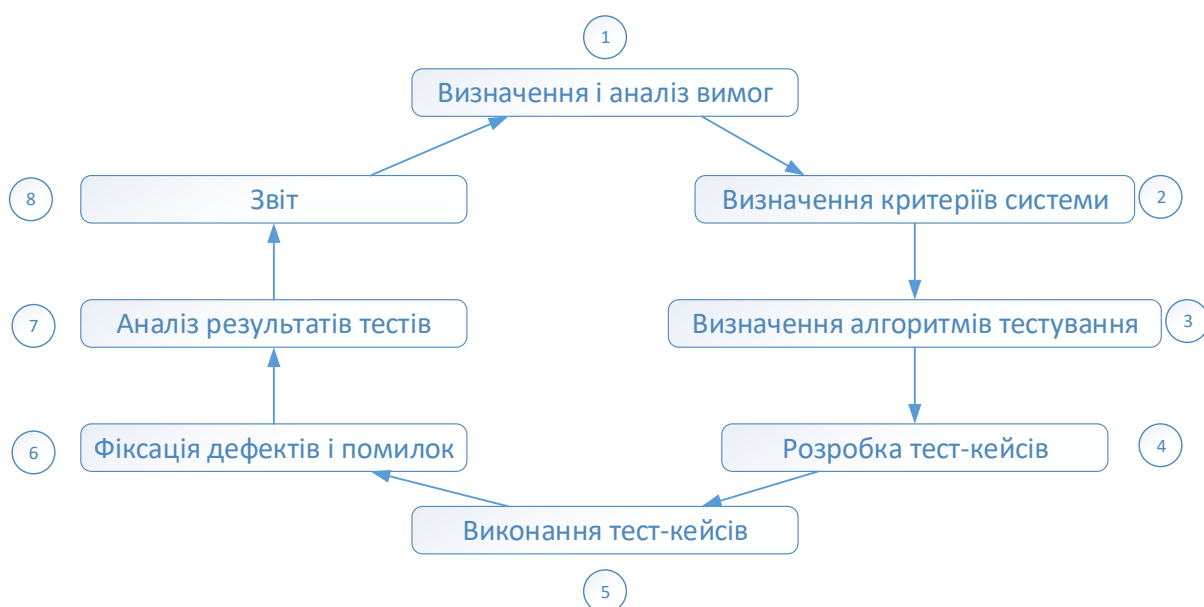 1
Визначення і аналіз вимог
8
Звіт
Визначення критеріїв системи
2
7
Аналіз результатів тестів
Визначення алгоритмів тестування
3
6
Фіксація дефектів і помилок
Розробка тест-кейсів
4
Виконання тест-кейсів
5